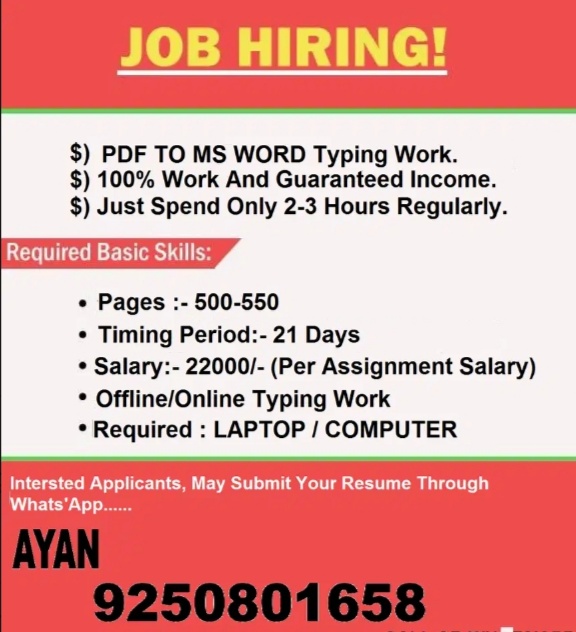 JOB HIRING!
$) PDF TO MS WORD Typing Work.
$) 100% Work And Guaranteed Income.
$) Just Spend Only 2-3 Hours Regularly.
Required Basic Skills:
• Pages :- 500-550
• Timing Period:- 21 Days
• Salary:- 22000/- (Per Assignment Salary)
• Offline/Online Typing Work
• Required : LAPTOP / COMPUTER
Intersted Applicants, May Submit Your Resume Through
Whats'App......
AYAN
9250801658